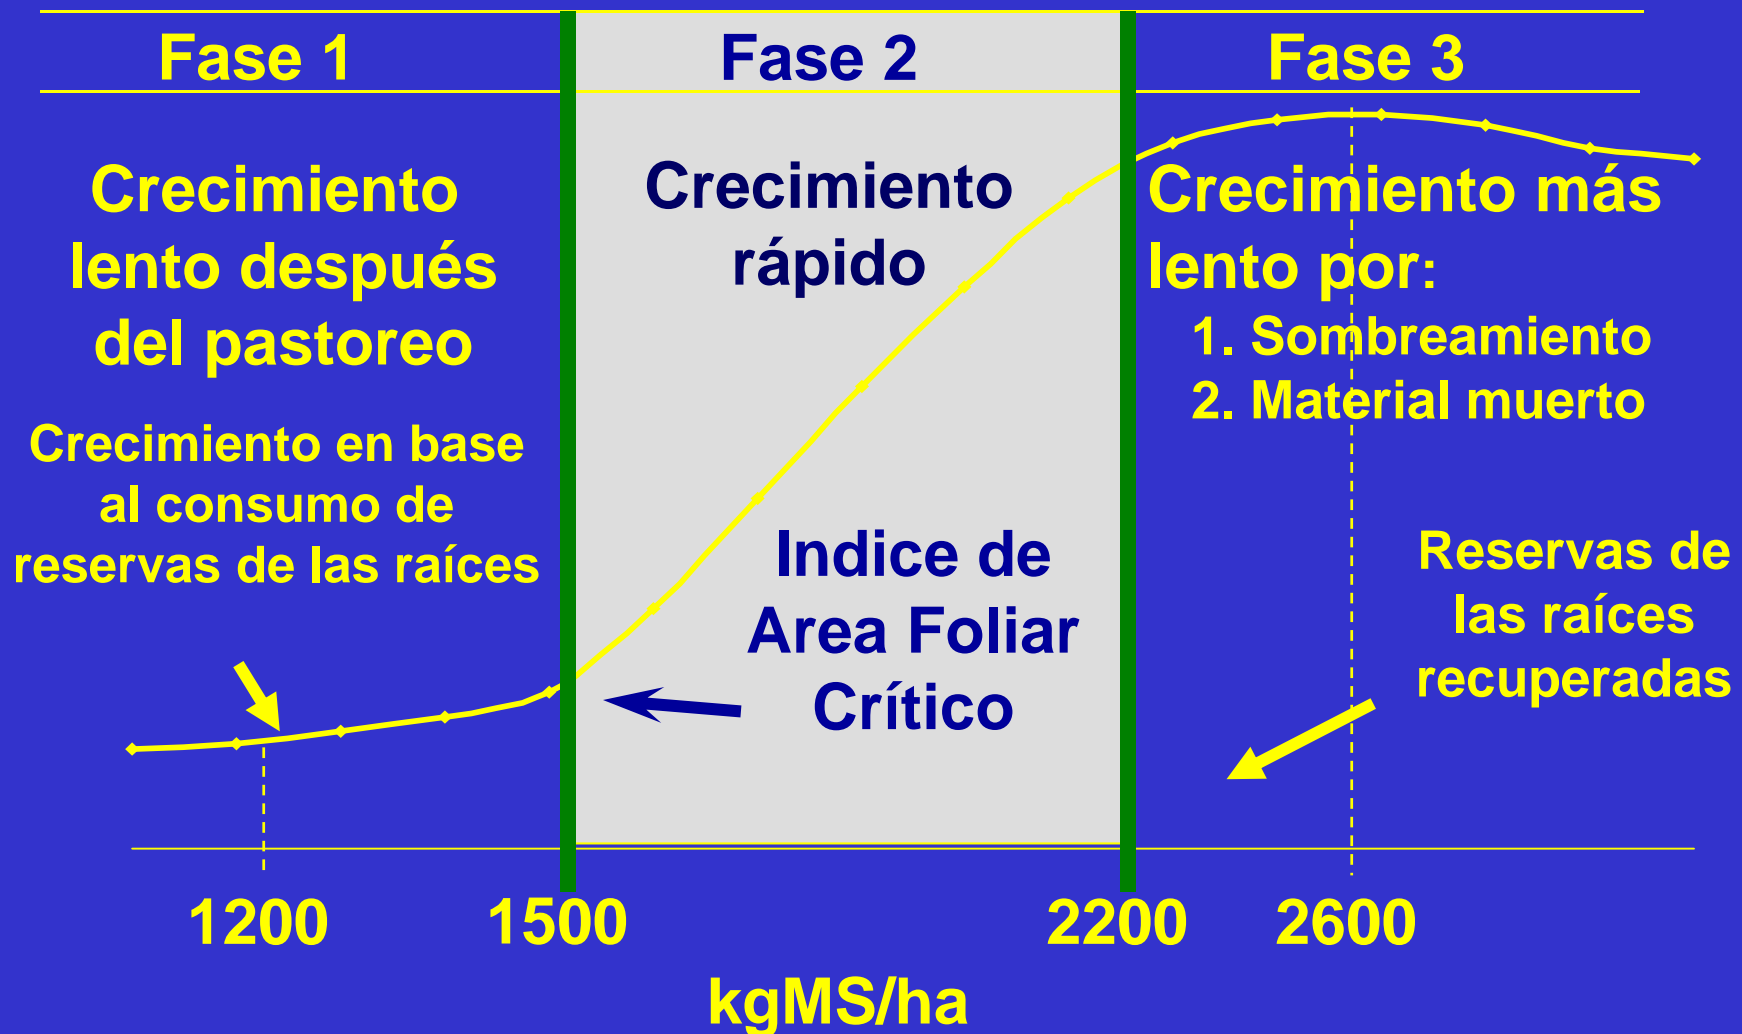 Fase 1
Fase 2
Fase 3
Crecimiento
lento después
del pastoreo
Crecimiento en base
al consumo de
reservas de las raíces
Crecimiento
rápido
Indice de
Area Foliar
Crítico
Crecimiento más
lento por:
1. Sombreamiento
2. Material muerto
Reservas de
las raíces
recuperadas
1200
1500
2200
2600
kgMS/ha